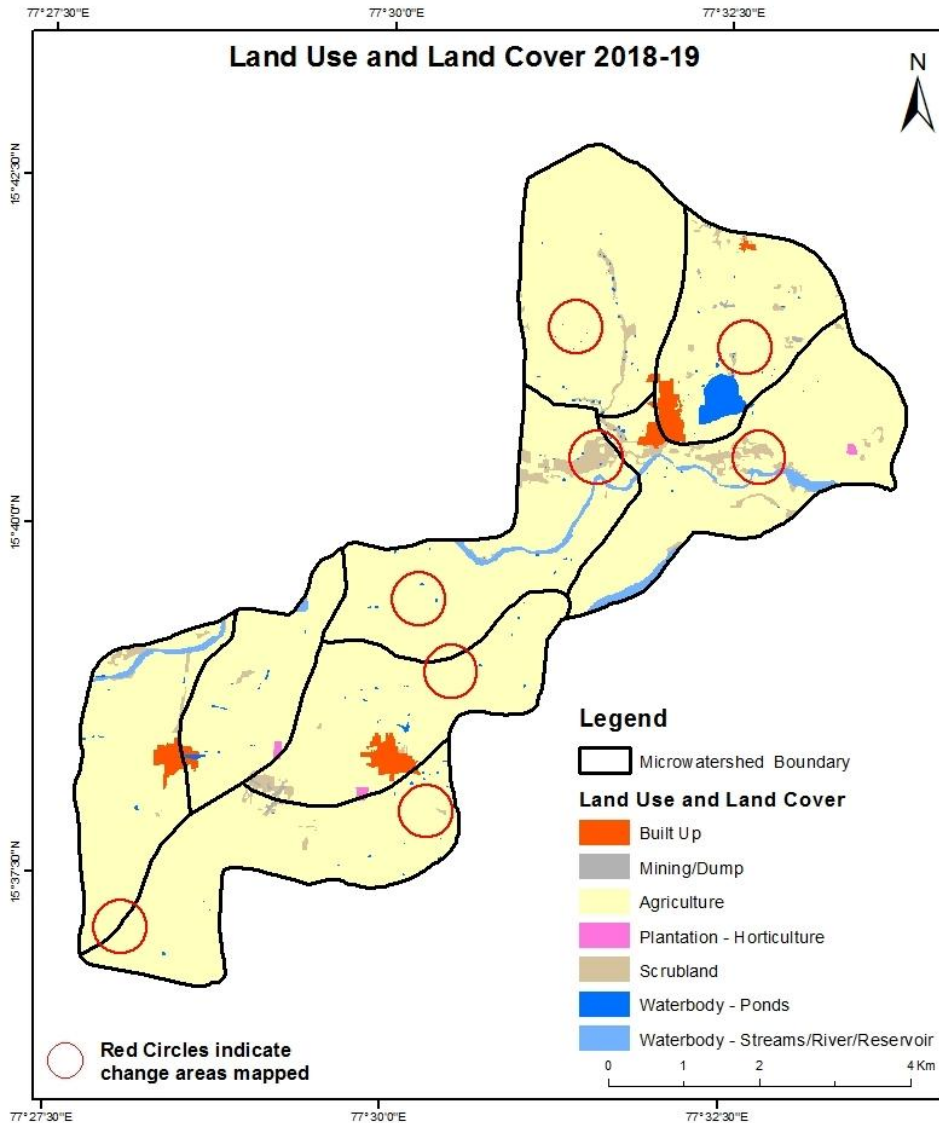 77°27'30"E
77°30'0"E
77°32'30"E
Land Use and Land Cover 2018-19
N
15°42'30"N
15°40'0"N
15°37'30"N
Legend
Microwatershed Boundary
Land Use and Land Cover
Built Up
Mining/Dump
Agriculture
Plantation - Horticulture
Scrubland
Waterbody - Ponds
Waterbody - Streams/River/Reservoir
Red Circles indicate
change areas mapped
0 1 2 4 Km
77°27'30"E
77°30'0"E
77°32'30"E